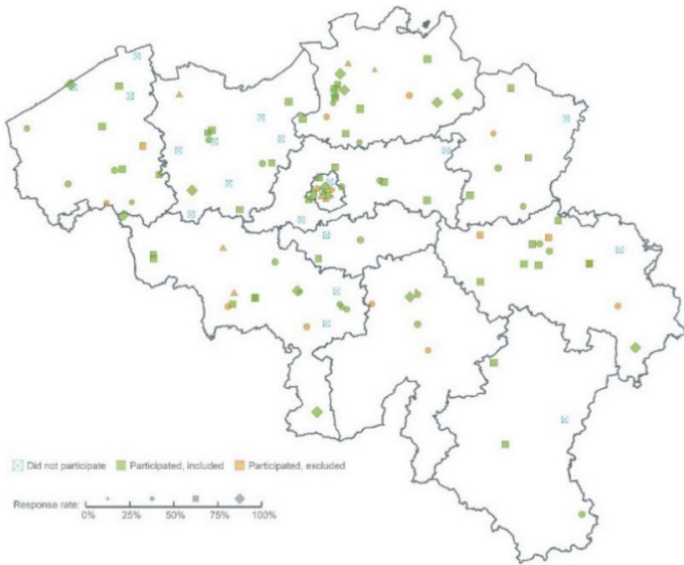 Did not participate Participated, included Participated, excluded
Response rate:
0% 25% 50% 75% 100%